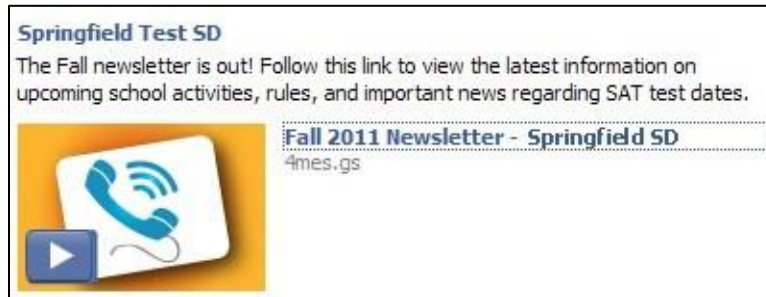 Springfield Test SD
The Fall newsletter is out! Follow this link to view the latest information on
upcoming school activities, rules, and important news regarding SAT test dates.
Fall 2011 Newsletter - Springfield SD
4mes.gs